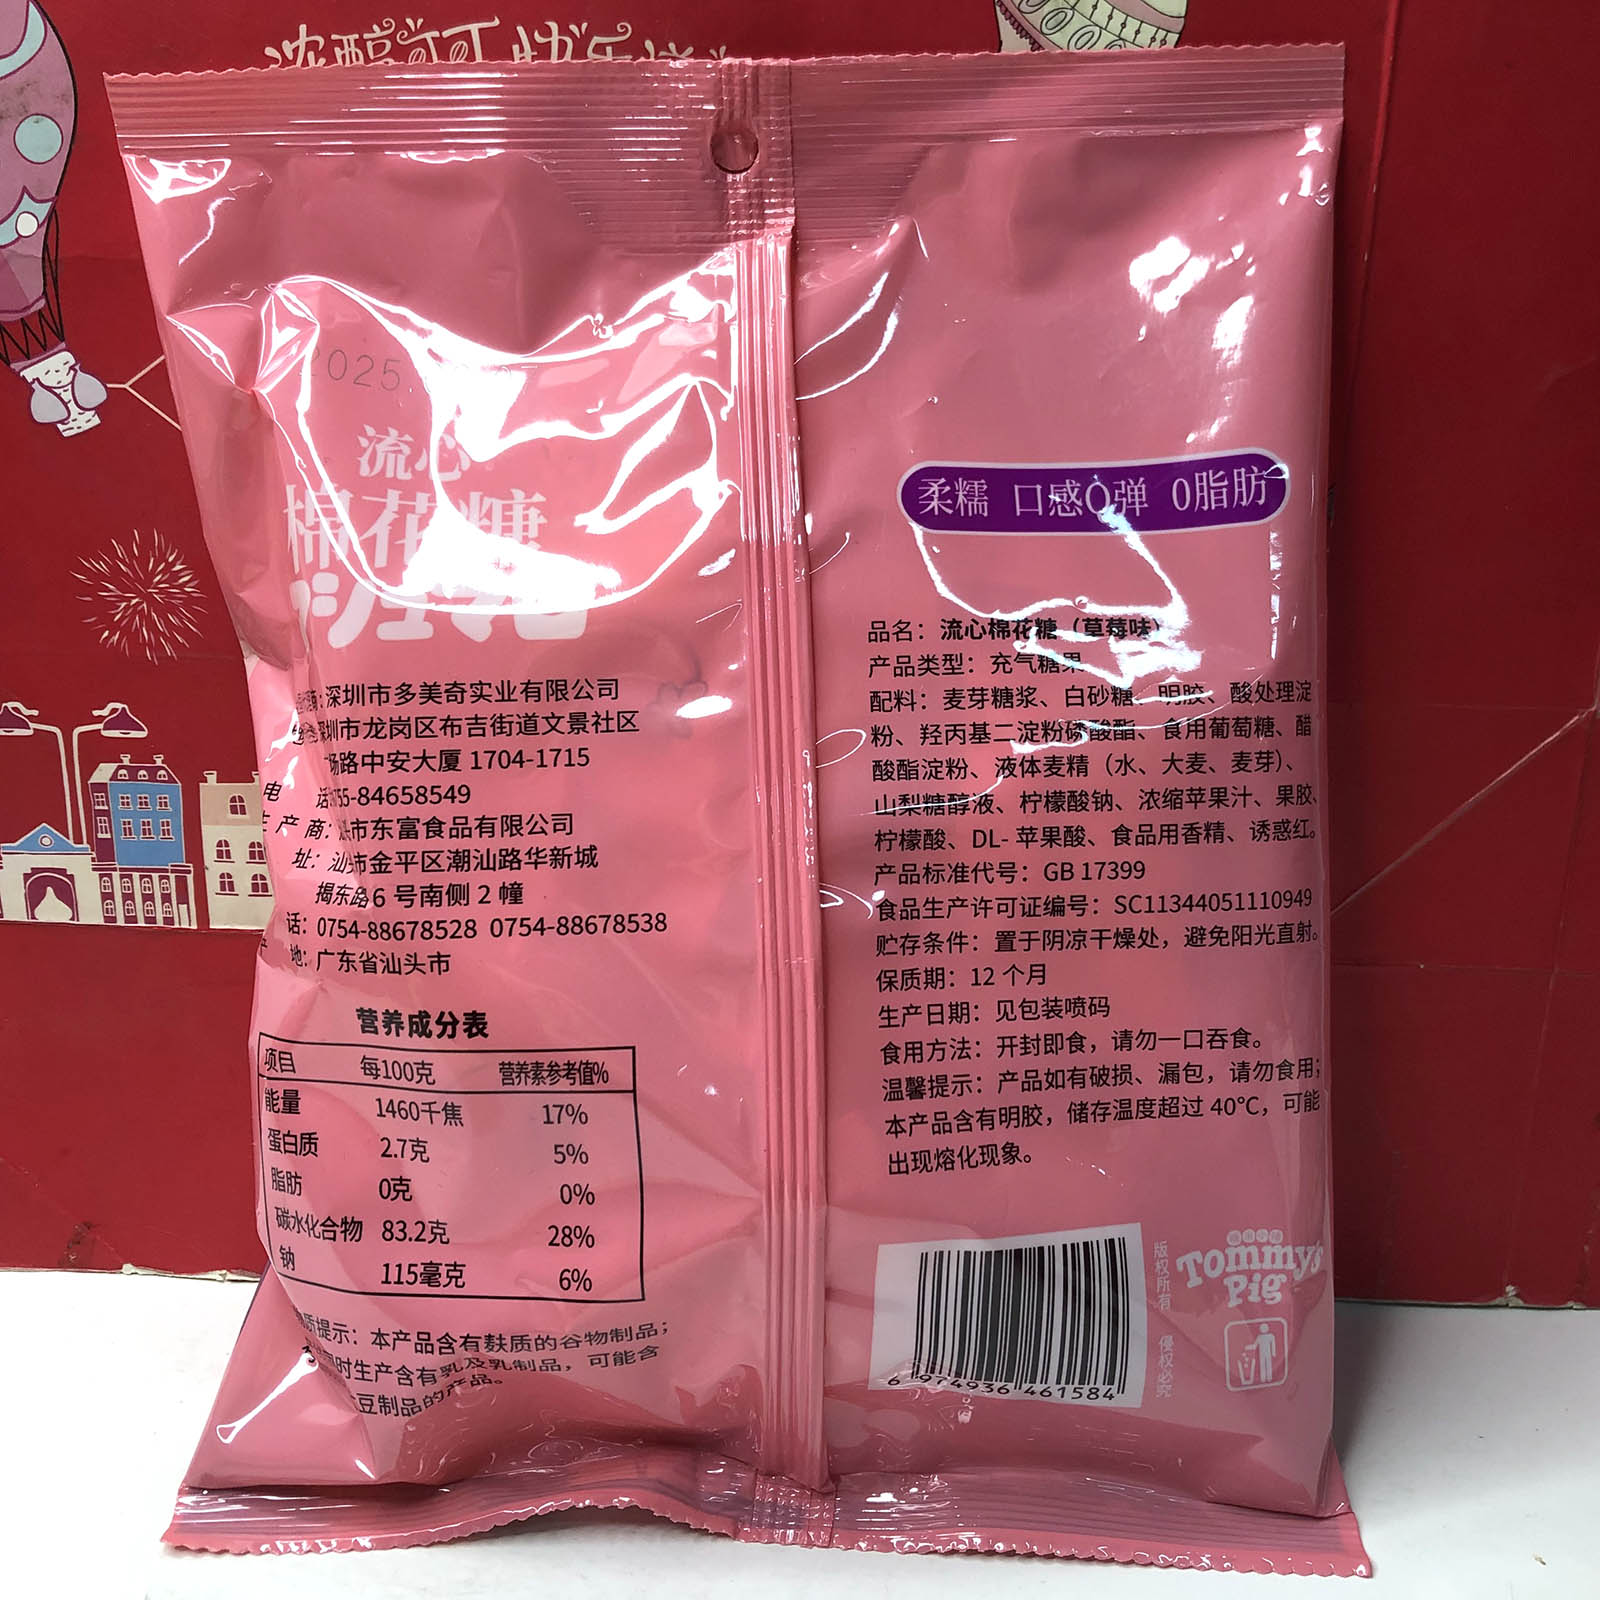 浓醇可可 快乐
2025
流心
棉花糖
深圳市多美奇实业有限公司
深圳市龙岗区布吉街道文景社区
场路中安大厦 1704-1715
电 话: 755-84658549
生产商: 市东富食品有限公司
址: 汕头市金平区潮汕路华新城
揭东路6 号南侧 2 幢
话: 0754-88678528 0754-88678538
地: 广东省汕头市
营养成分表
项目 每100克 营养素参考值%
能量 1460千焦 17%
蛋白质 2.7克 5%
脂肪 0克 0%
碳水化合物 83.2克 28%
钠 115毫克 6%
质提示: 本产品含有麸质的谷物制品;
时生产含有乳及乳制品, 可能含
豆制品的产品。
柔糯 口感Q弹 0脂肪
品名: 流心棉花糖 (草莓味)
产品类型: 充气糖果
配料: 麦芽糖浆、白砂糖、明胶、酸处理淀
粉、羟丙基二淀粉磷酸酯、食用葡萄糖、醋
酸酯淀粉、液体麦精 (水、大麦、麦芽)、
山梨糖醇液、柠檬酸钠、浓缩苹果汁、果胶、
柠檬酸、DL- 苹果酸、食品用香精、诱惑红。
产品标准代号: GB 17399
食品生产许可证编号: SC11344051110949
贮存条件: 置于阴凉干燥处, 避免阳光直射。
保质期: 12 个月
生产日期: 见包装喷码
食用方法: 开封即食, 请勿一口吞食。
温馨提示: 产品如有破损、漏包, 请勿食用;
本产品含有明胶, 储存温度超过 40℃, 可能
出现熔化现象。
6 974936 461584
版权所有 侵权必究
Tommy's
Pig